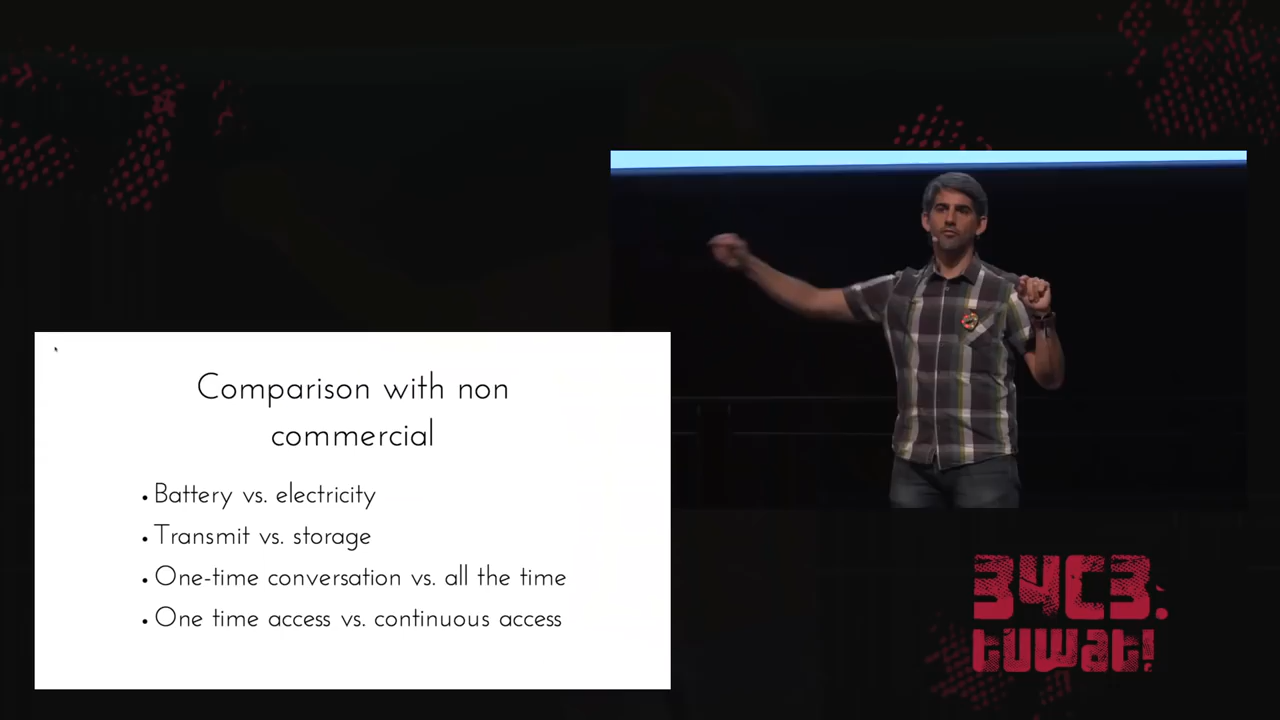 Comparison with non
commercial
• Battery vs. electricity
• Transmit vs. storage
• One-time conversation vs. all the time
• One time access vs. continuous access
34C3.
tuwat!